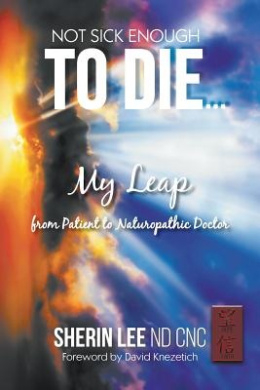 NOT SICK ENOUGH
TO DIE...
My Leap
from Patient to Naturopathic Doctor
SHERIN LEE ND CNC
Foreword by David Knezetich